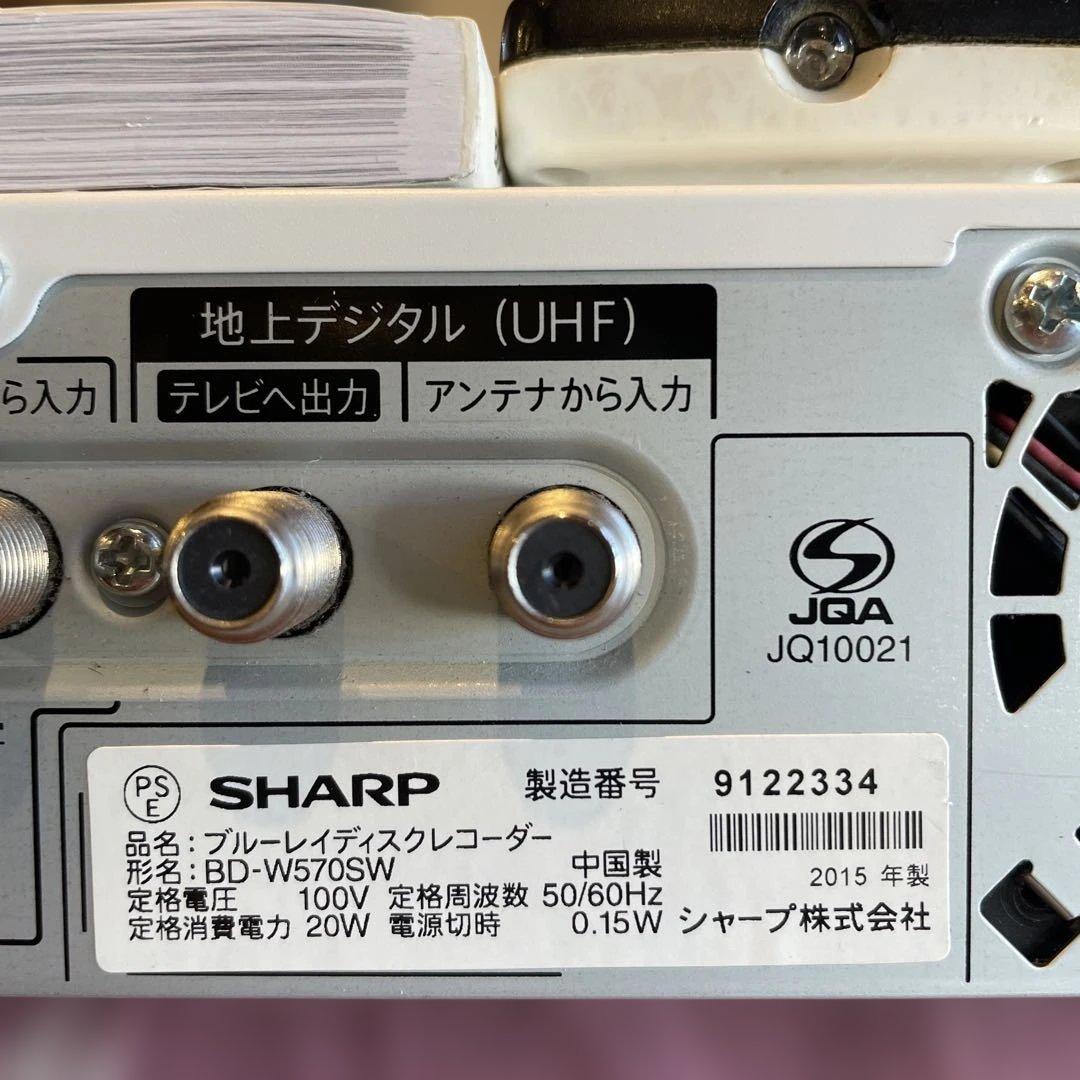 地上デジタル (UHF)
ら入力
テレビへ出力
アンテナから入力
JQA
JQ10021
PSE
SHARP
製造番号 9122334
品名:ブルーレイディスクレコーダー
形名:BD-W570SW 中国製 2015 年製
定格電圧 100V 定格周波数 50/60Hz
定格消費電力 20W 電源切時 0.15W シャープ株式会社